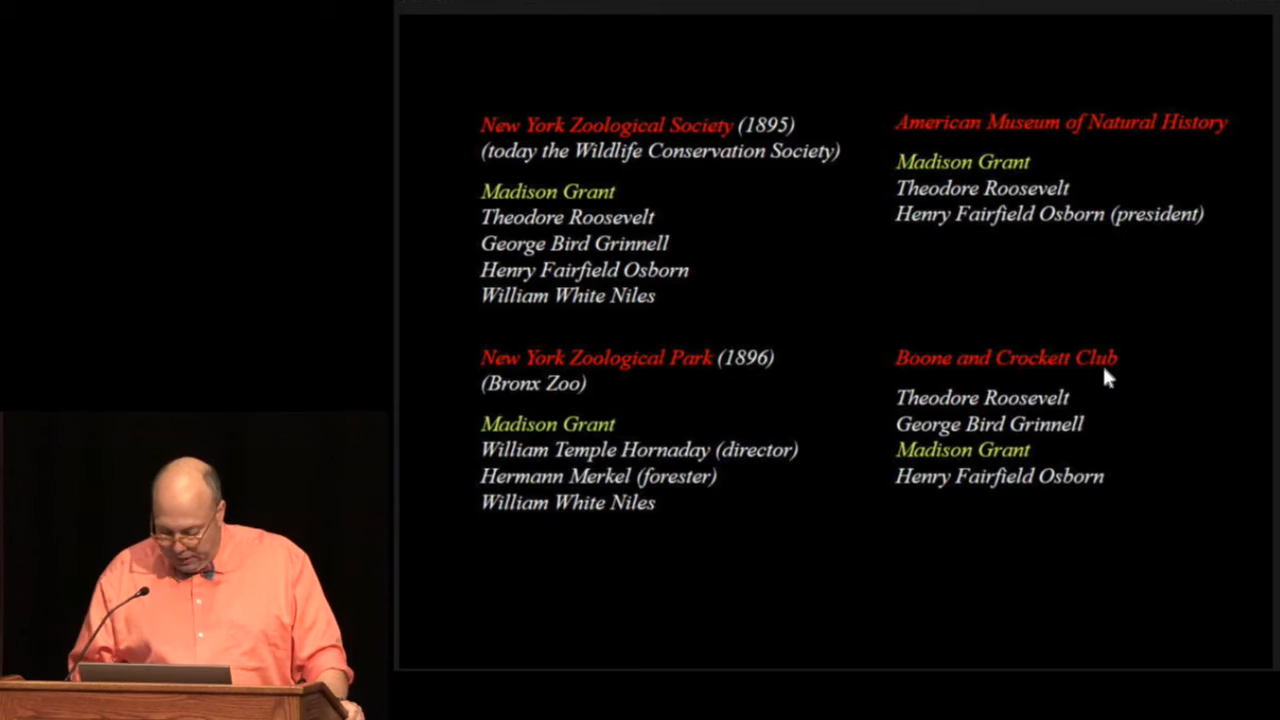 New York Zoological Society (1895)
(today the Wildlife Conservation Society)
Madison Grant
Theodore Roosevelt
George Bird Grinnell
Henry Fairfield Osborn
William White Niles
American Museum of Natural History
Madison Grant
Theodore Roosevelt
Henry Fairfield Osborn (president)
New York Zoological Park (1896)
(Bronx Zoo)
Madison Grant
William Temple Hornaday (director)
Hermann Merkel (forester)
William White Niles
Boone and Crockett Club
Theodore Roosevelt
George Bird Grinnell
Madison Grant
Henry Fairfield Osborn